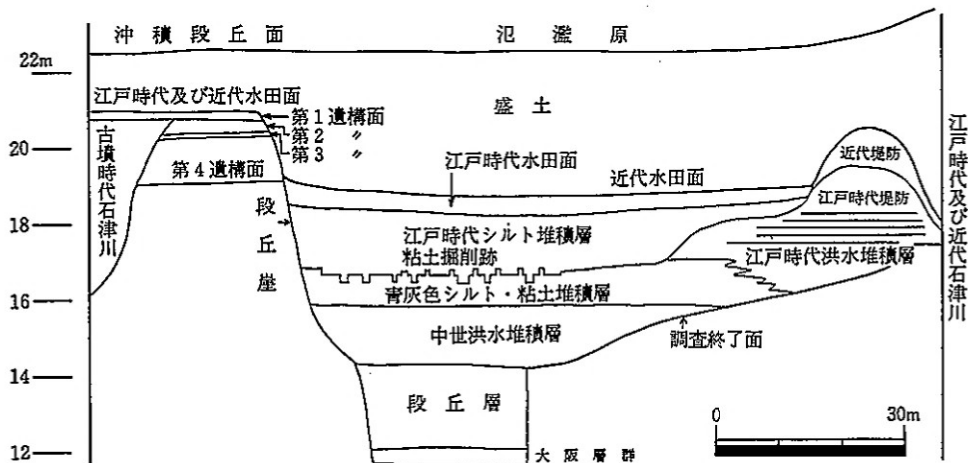 沖積段丘面
氾濫原
22m
江戸時代及び近代水田面
盛土
第1遺構面
第2 〃
第3 〃
古墳時代石津川
20
江戸時代水田面
近代水田面
近代堤防
江戸時代及び近代石津川
第4遺構面
江戸時代堤防
18
段丘崖
江戸時代シルト堆積層
粘土掘削跡
江戸時代洪水堆積層
青灰色シルト・粘土堆積層
16
中世洪水堆積層
調査終了面
14
段丘層
0
30m
12
大阪層群